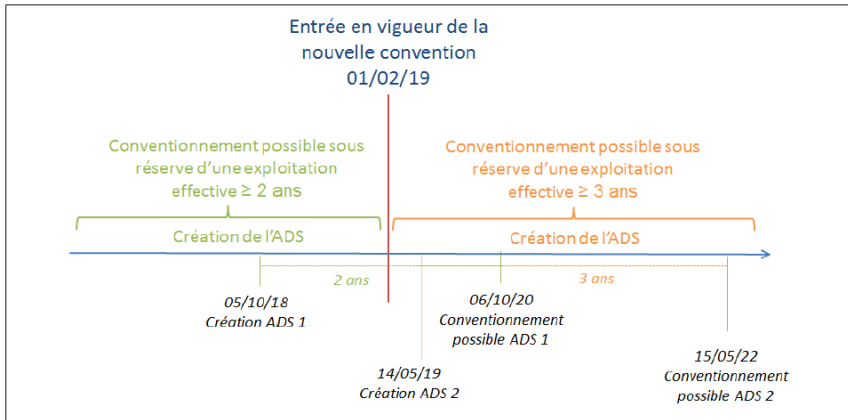 Entrée en vigueur de la
nouvelle convention
01/02/19
Conventionnement possible sous
réserve d'une exploitation
effective ≥ 2 ans
Conventionnement possible sous
réserve d'une exploitation
effective ≥ 3 ans
Création de l'ADS
Création de l'ADS
2 ans
3 ans
05/10/18
Création ADS 1
06/10/20
Conventionnement
possible ADS 1
14/05/19
Création ADS 2
15/05/22
Conventionnement
possible ADS 2